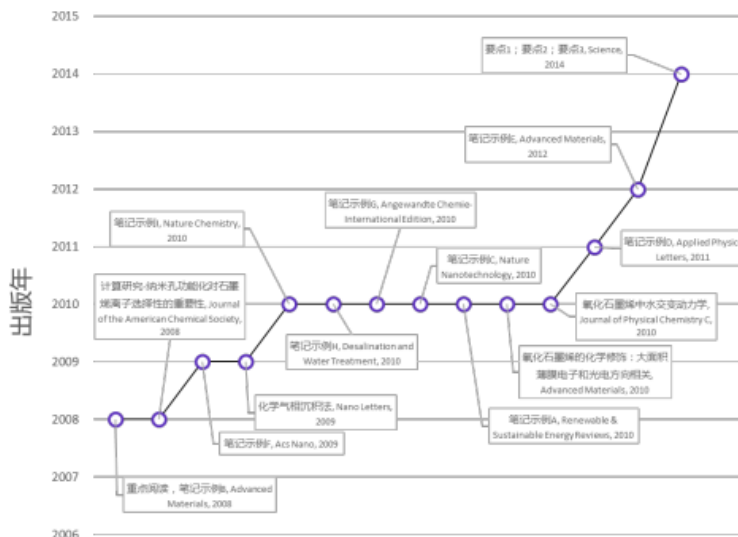 2015
要点1；要点2；要点3, Science,
2014
2014
2013
笔记示例E, Advanced Materials,
2012
2012
笔记示例G, Angewandte Chemie-
International Edition, 2010
笔记示例I, Nature Chemistry,
2010
2011
笔记示例D, Applied Physics
Letters, 2011
笔记示例C, Nature
Nanotechnology, 2010
计算研究-纳米孔功能化对石墨
烯离子选择性的重要性, Journal
of the American Chemical Society,
2008
出版年
2010
氧化石墨烯中水交变动力学,
Journal of Physical Chemistry C,
2010
笔记示例H, Desalination and
Water Treatment, 2010
氧化石墨烯的化学修饰：大面积
薄膜电子和光电方向相关,
Advanced Materials, 2010
2009
化学气相沉积法, Nano Letters,
2009
笔记示例A, Renewable &
Sustainable Energy Reviews, 2010
2008
笔记示例F, Acs Nano, 2009
2007
重点阅读，笔记示例B, Advanced
Materials, 2008
2006